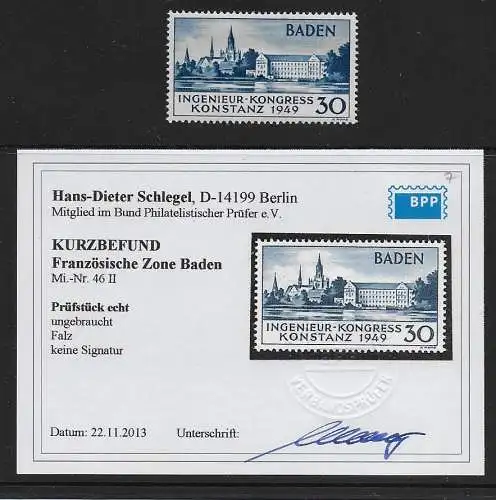 BADEN
INGENIEUR-KONGRESS
KONSTANZ 1949
30
Hans-Dieter Schlegel, D-14199 Berlin
Mitglied im Bund Philatelistischer Prüfer e.V.
BPP
KURZBEFUND
Französische Zone Baden
Mi.-Nr. 46 II
Prüfstück echt
ungebraucht
Falz
keine Signatur
BADEN
INGENIEUR-KONGRESS
KONSTANZ 1949
30
VERBANDSPRÜFER
Datum: 22.11.2013
Unterschrift: